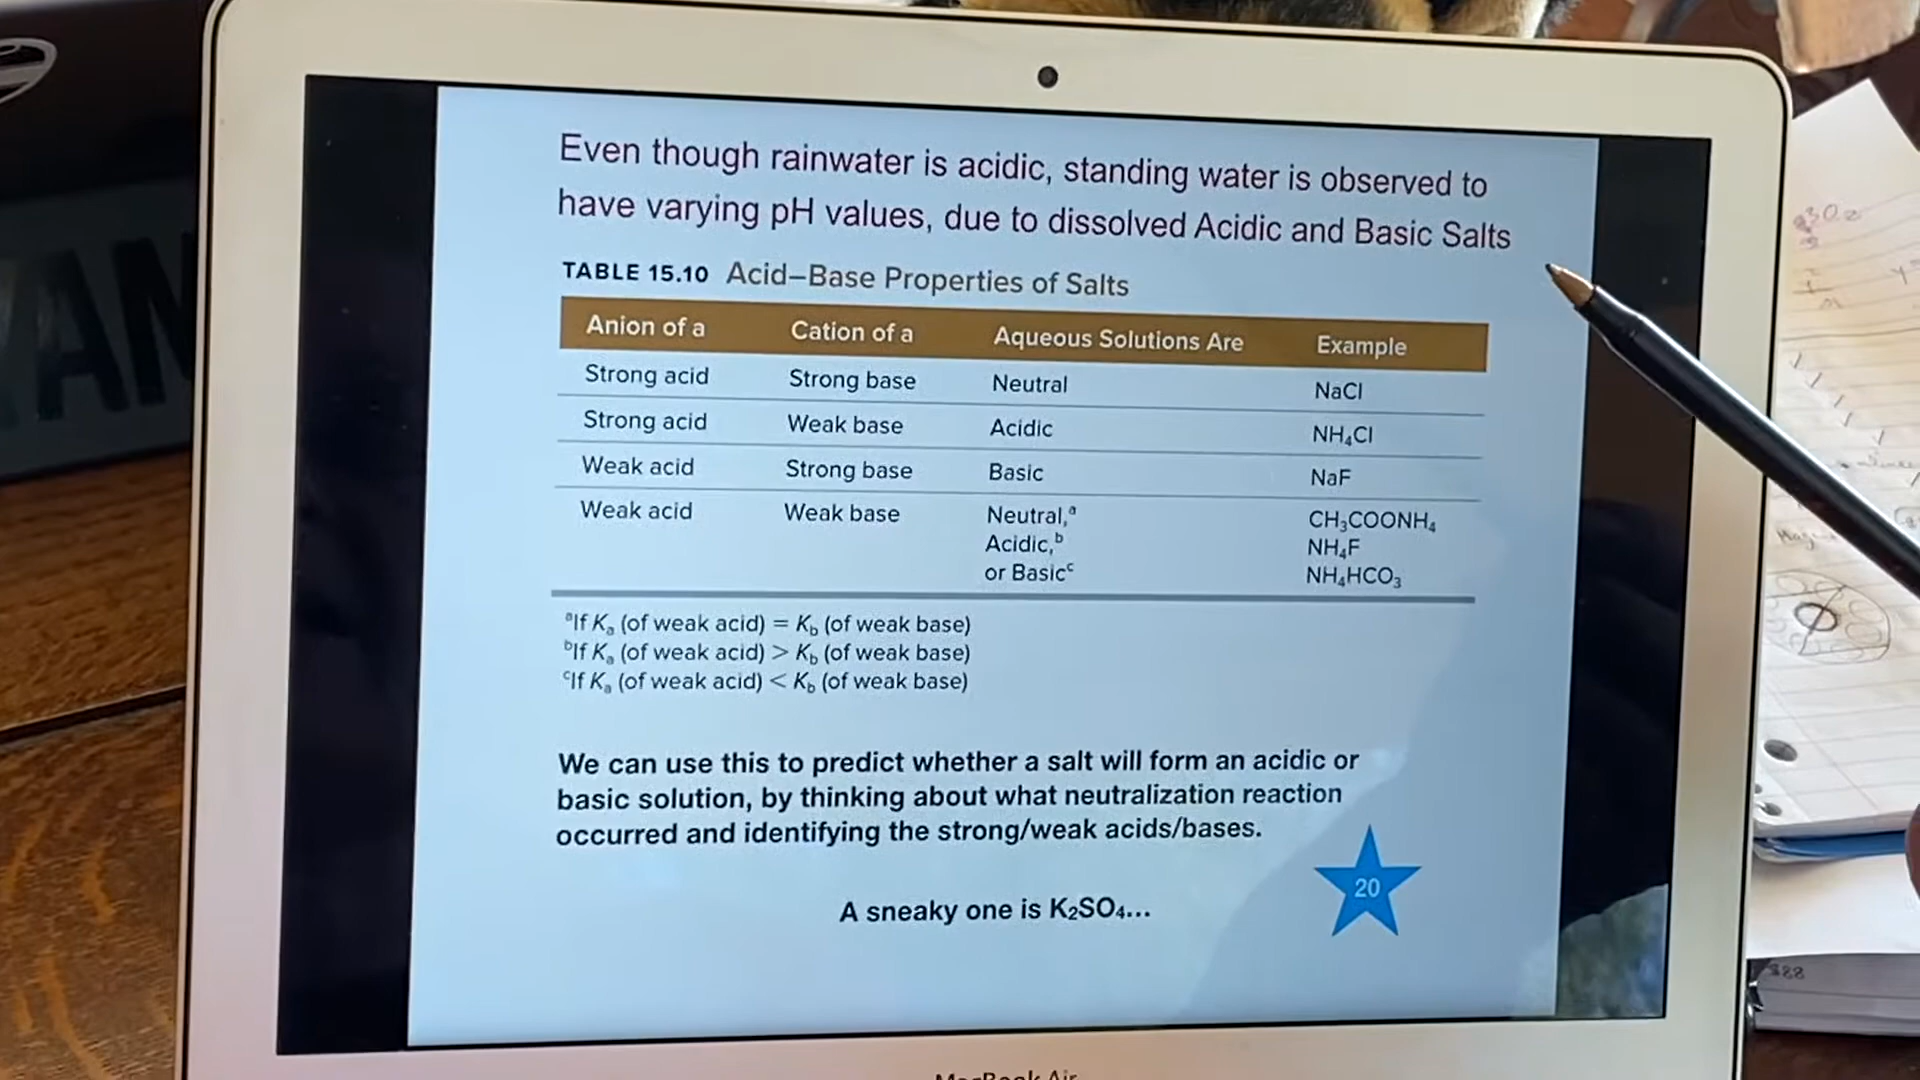 Even though rainwater is acidic, standing water is observed to
have varying pH values, due to dissolved Acidic and Basic Salts
TABLE 15.10 Acid–Base Properties of Salts
Anion of a Cation of a Aqueous Solutions Are Example
Strong acid Strong base Neutral NaCl
Strong acid Weak base Acidic NH₄Cl
Weak acid Strong base Basic NaF
Weak acid Weak base Neutral,ᵃ CH₃COONH₄
Acidic,ᵇ NH₄F
or Basicᶜ NH₄HCO₃
ᵃIf Kₐ (of weak acid) = K_b (of weak base)
ᵇIf Kₐ (of weak acid) > K_b (of weak base)
ᶜIf Kₐ (of weak acid) < K_b (of weak base)
We can use this to predict whether a salt will form an acidic or
basic solution, by thinking about what neutralization reaction
occurred and identifying the strong/weak acids/bases.
20
A sneaky one is K₂SO₄...
MacBook Air